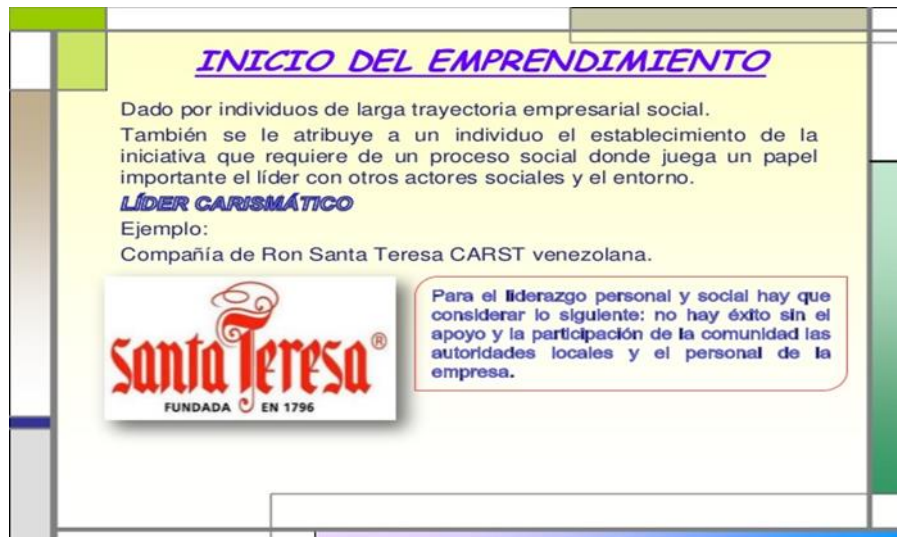 INICIO DEL EMPRENDIMIENTO
Dado por individuos de larga trayectoria empresarial social.
También se le atribuye a un individuo el establecimiento de la
iniciativa que requiere de un proceso social donde juega un papel
importante el líder con otros actores sociales y el entorno.
LÍDER CARISMÁTICO
Ejemplo:
Compañía de Ron Santa Teresa CARST venezolana.
santa Teresa®
FUNDADA EN 1796
Para el liderazgo personal y social hay que
considerar lo siguiente: no hay éxito sin el
apoyo y la participación de la comunidad las
autoridades locales y el personal de la
empresa.